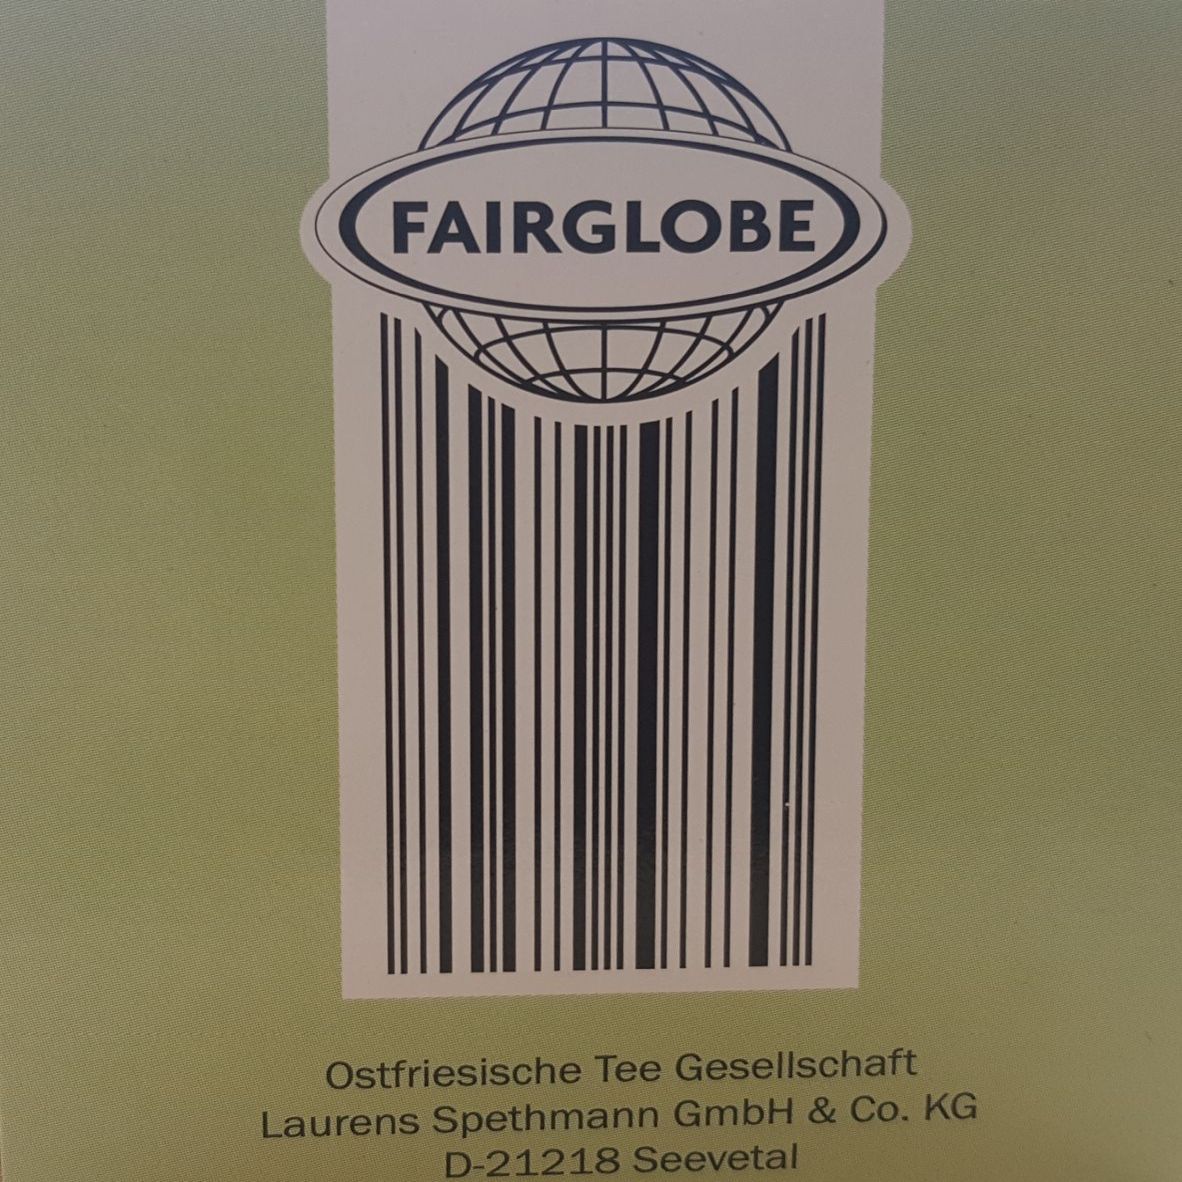 FAIRGLOBE
Ostfriesische Tee Gesellschaft
Laurens Spethmann GmbH & Co. KG
D-21218 Seevetal